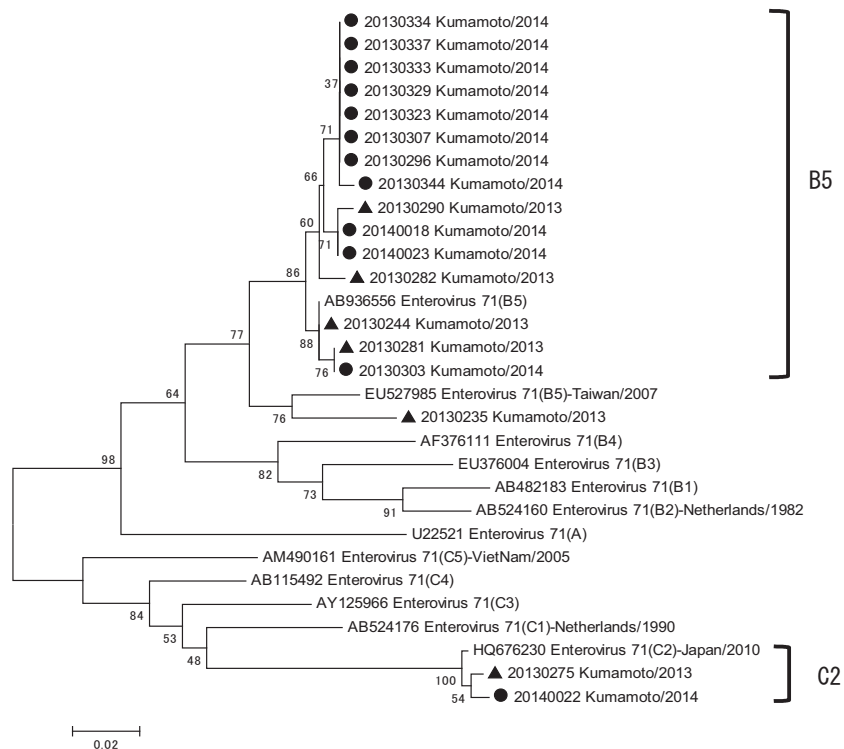 20130334 Kumamoto/2014
20130337 Kumamoto/2014
20130333 Kumamoto/2014
37
20130329 Kumamoto/2014
20130323 Kumamoto/2014
71
20130307 Kumamoto/2014
20130296 Kumamoto/2014
66
20130344 Kumamoto/2014
B5
20130290 Kumamoto/2013
60
20140018 Kumamoto/2014
71
20140023 Kumamoto/2014
86
20130282 Kumamoto/2013
AB936556 Enterovirus 71(B5)
20130244 Kumamoto/2013
77
88
20130281 Kumamoto/2013
76
20130303 Kumamoto/2014
64
EU527985 Enterovirus 71(B5)-Taiwan/2007
76
20130235 Kumamoto/2013
AF376111 Enterovirus 71(B4)
98
82
EU376004 Enterovirus 71(B3)
73
AB482183 Enterovirus 71(B1)
91
AB524160 Enterovirus 71(B2)-Netherlands/1982
U22521 Enterovirus 71(A)
AM490161 Enterovirus 71(C5)-VietNam/2005
AB115492 Enterovirus 71(C4)
84
AY125966 Enterovirus 71(C3)
53
AB524176 Enterovirus 71(C1)-Netherlands/1990
48
HQ676230 Enterovirus 71(C2)-Japan/2010
100
20130275 Kumamoto/2013
C2
54
20140022 Kumamoto/2014
0.02